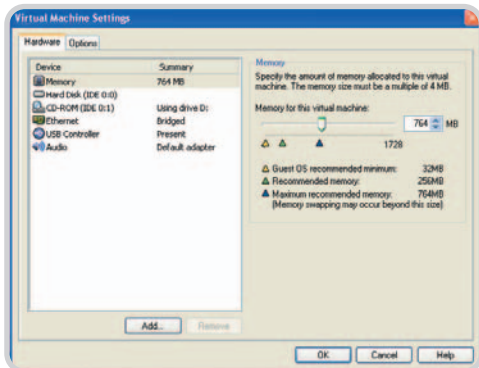 Virtual Machine Settings
Hardware Options
Device Summary
Memory 764 MB
Hard Disk (IDE 0:0)
CD-ROM (IDE 0:1) Using drive D:
Ethernet Bridged
USB Controller Present
Audio Default adapter
Add... Remove
Memory
Specify the amount of memory allocated to this virtual
machine. The memory size must be a multiple of 4 MB.
Memory for this virtual machine:
764 MB
1728
Guest OS recommended minimum: 32MB
Recommended memory: 256MB
Maximum recommended memory: 764MB
(Memory swapping may occur beyond this size)
OK Cancel Help